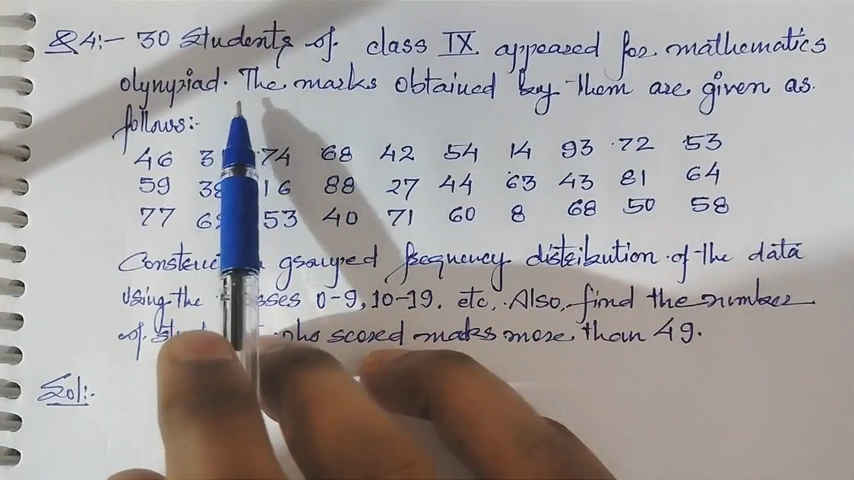 Q4:- 30 Students of class IX appeared for mathematics
olympiad. The marks obtained by them are given as
follows:-
46 74 68 42 54 14 93 72 53
59 38 16 88 27 44 63 43 81 64
77 53 40 71 60 8 68 50 58
grouped frequency distribution of the data
using the 0-9, 10-19. etc. Also, find the number
of scored maks more than 49.
Sol:-